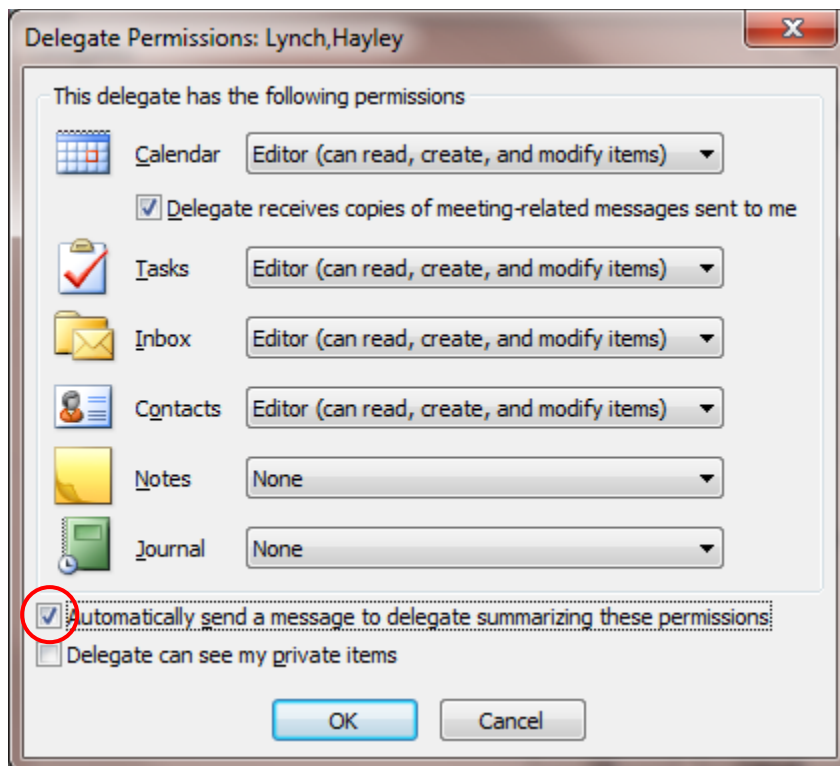 Delegate Permissions: Lynch,Hayley
This delegate has the following permissions
Calendar Editor (can read, create, and modify items)
Delegate receives copies of meeting-related messages sent to me
Tasks Editor (can read, create, and modify items)
Inbox Editor (can read, create, and modify items)
Contacts Editor (can read, create, and modify items)
Notes None
Journal None
Automatically send a message to delegate summarizing these permissions
Delegate can see my private items
OK Cancel